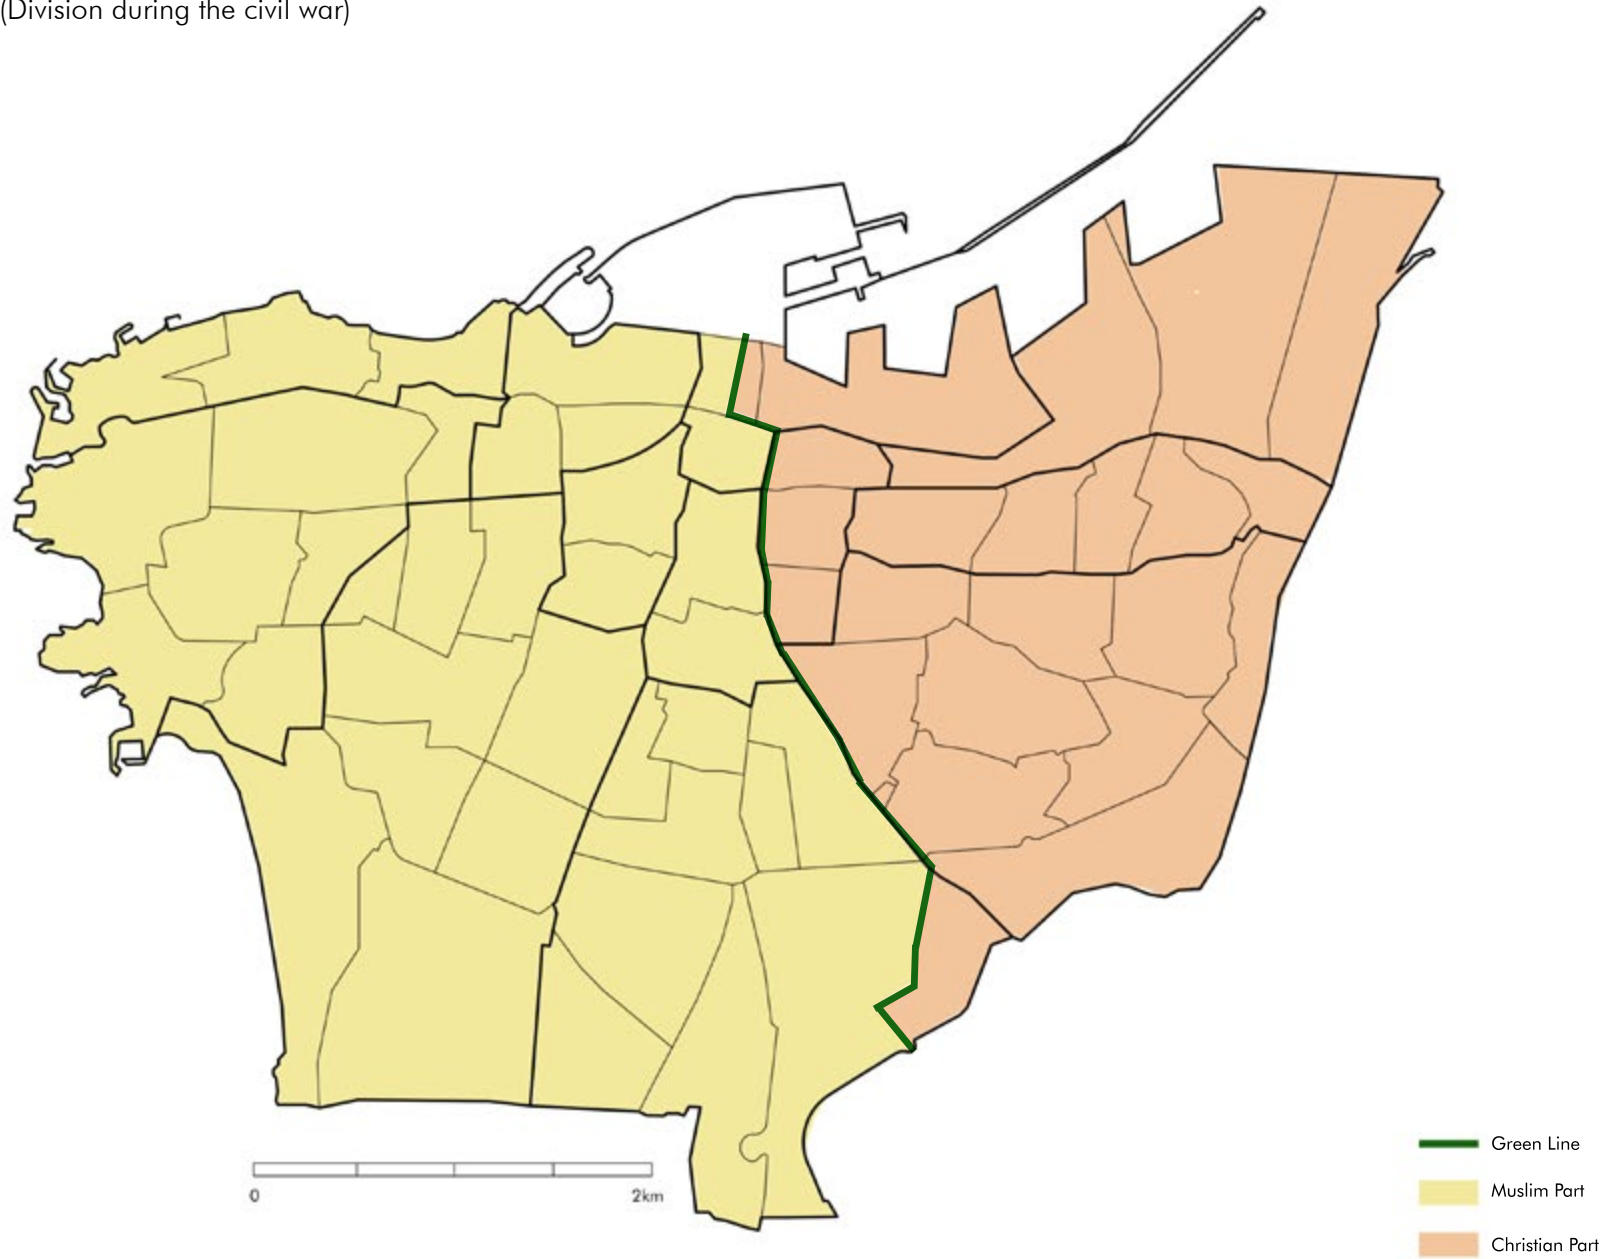 (Division during the civil war)
0
2km
Green Line
Muslim Part
Christian Part